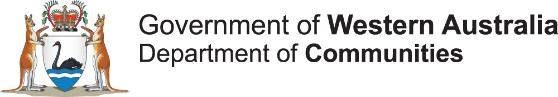 Government of Western Australia
Department of Communities